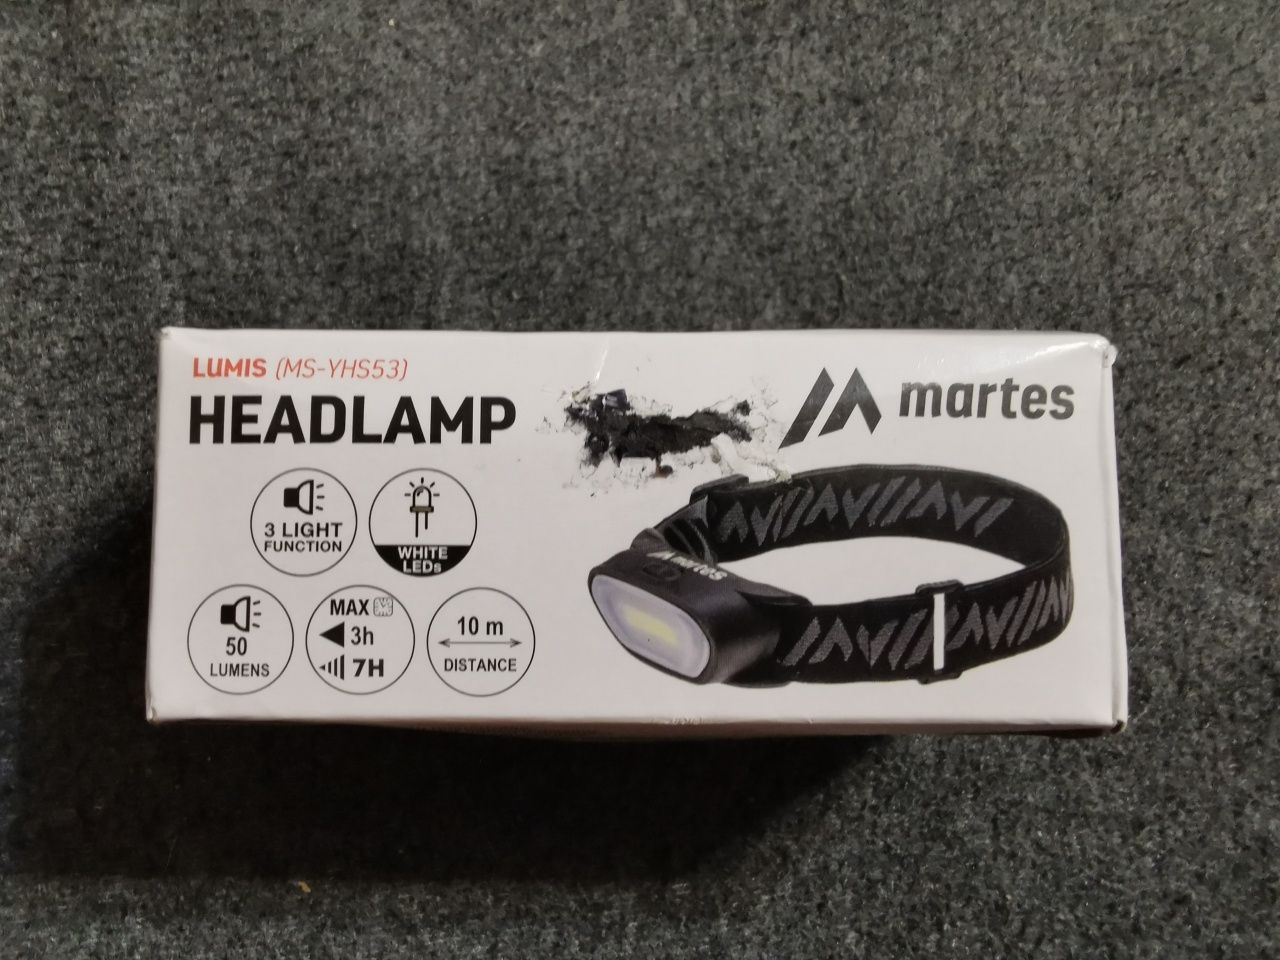 LUMIS (MS-YHS53)
HEADLAMP
martes
3 LIGHT
FUNCTION
WHITE
LEDs
50
LUMENS
MAX
3h
7H
10 m
DISTANCE
martes